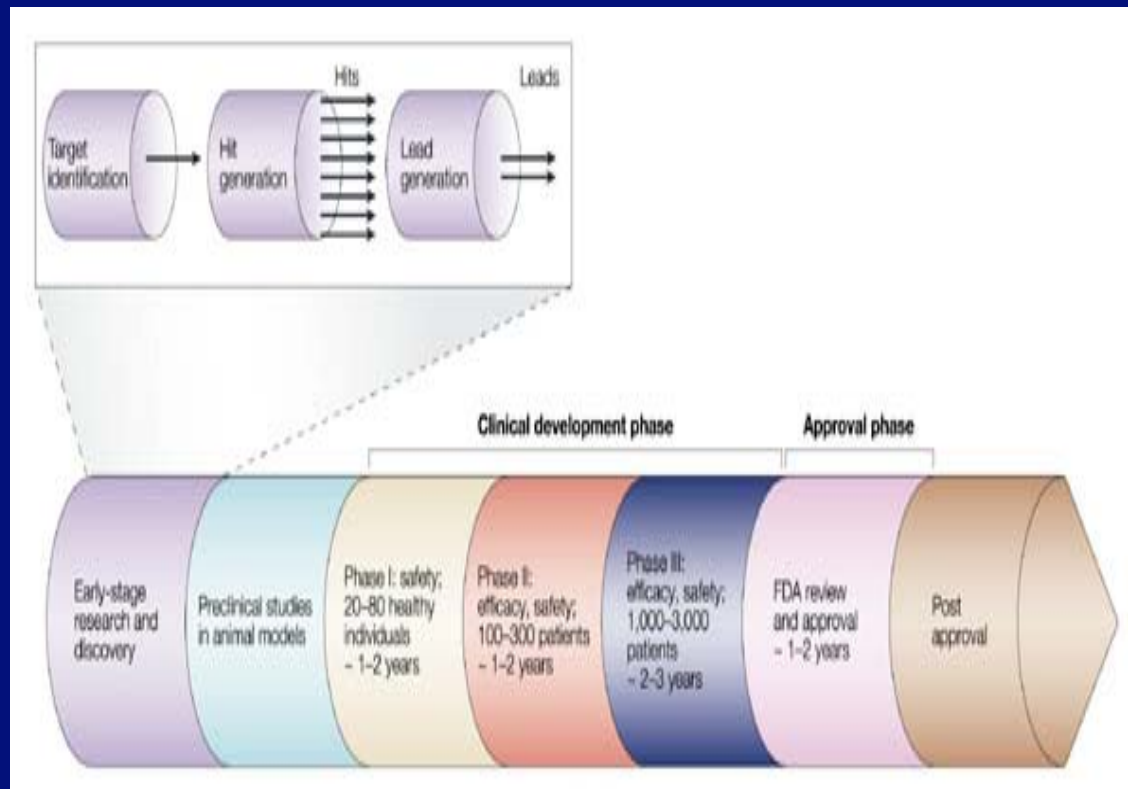 Hits
Leads
Target
identification
Hit
generation
Lead
generation
Clinical development phase
Approval phase
Early-stage
research and
discovery
Preclinical studies
in animal models
Phase I: safety;
20–80 healthy
individuals
~ 1–2 years
Phase II:
efficacy, safety;
100–300 patients
~ 1–2 years
Phase III:
efficacy, safety;
1,000–3,000
patients
~ 2–3 years
FDA review
and approval
~ 1–2 years
Post
approval